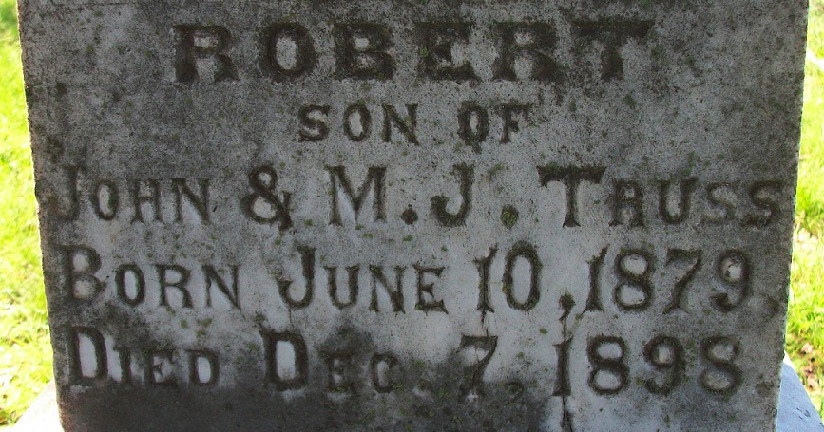 ROBERT
SON OF
JOHN & M. J. TRUSS
BORN JUNE 10, 1879,
DIED DEC. 7, 1898